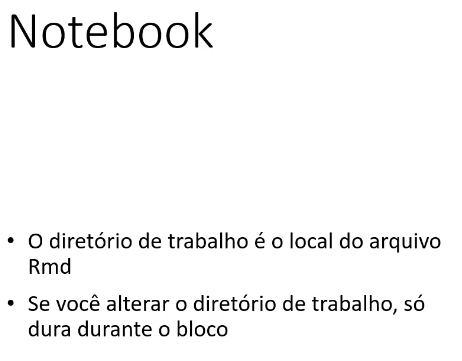 Notebook
• O diretório de trabalho é o local do arquivo
Rmd
• Se você alterar o diretório de trabalho, só
dura durante o bloco